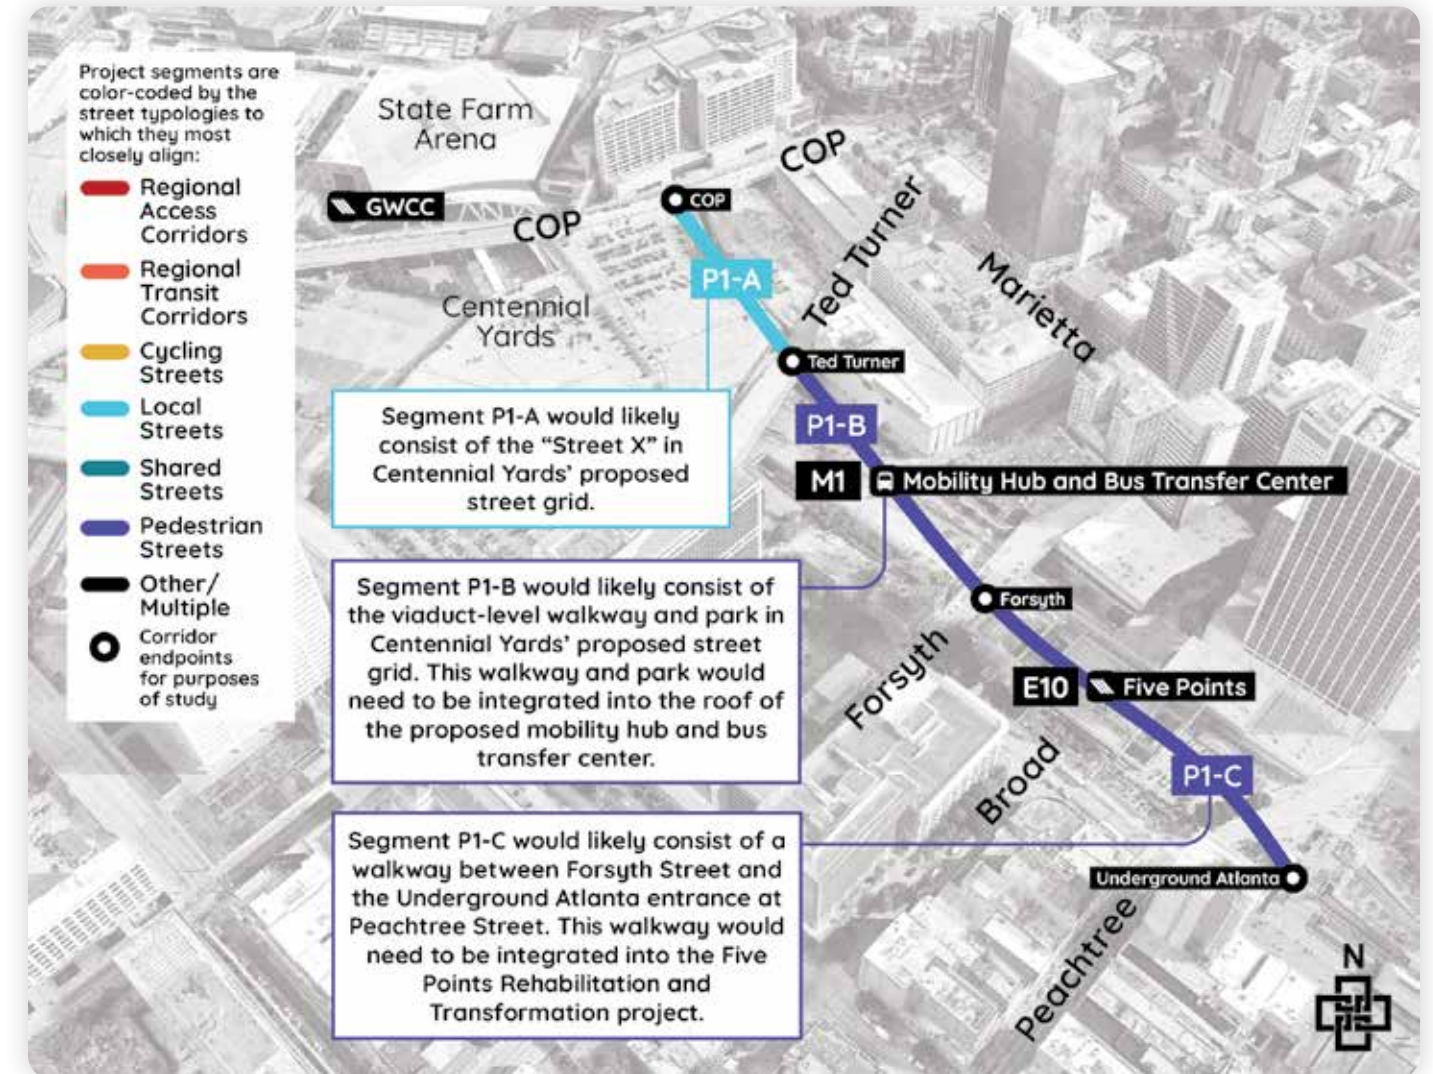 Project segments are
color-coded by the
street typologies to
which they most
closely align:
Regional
Access
Corridors
Regional
Transit
Corridors
Cycling
Streets
Local
Streets
Shared
Streets
Pedestrian
Streets
Other/
Multiple
Corridor
endpoints
for purposes
of study
State Farm
Arena
GWCC
COP
COP
COP
Centennial
Yards
P1-A
Ted Turner
Marietta
Ted Turner
Segment P1-A would likely
consist of the “Street X” in
Centennial Yards’ proposed
street grid.
P1-B
M1
Mobility Hub and Bus Transfer Center
Segment P1-B would likely consist of
the viaduct-level walkway and park in
Centennial Yards’ proposed street
grid. This walkway and park would
need to be integrated into the roof of
the proposed mobility hub and bus
transfer center.
Forsyth
Forsyth
E10
Five Points
Broad
P1-C
Segment P1-C would likely consist of a
walkway between Forsyth Street and
the Underground Atlanta entrance at
Peachtree Street. This walkway would
need to be integrated into the Five
Points Rehabilitation and
Transformation project.
Underground Atlanta
Peachtree
N